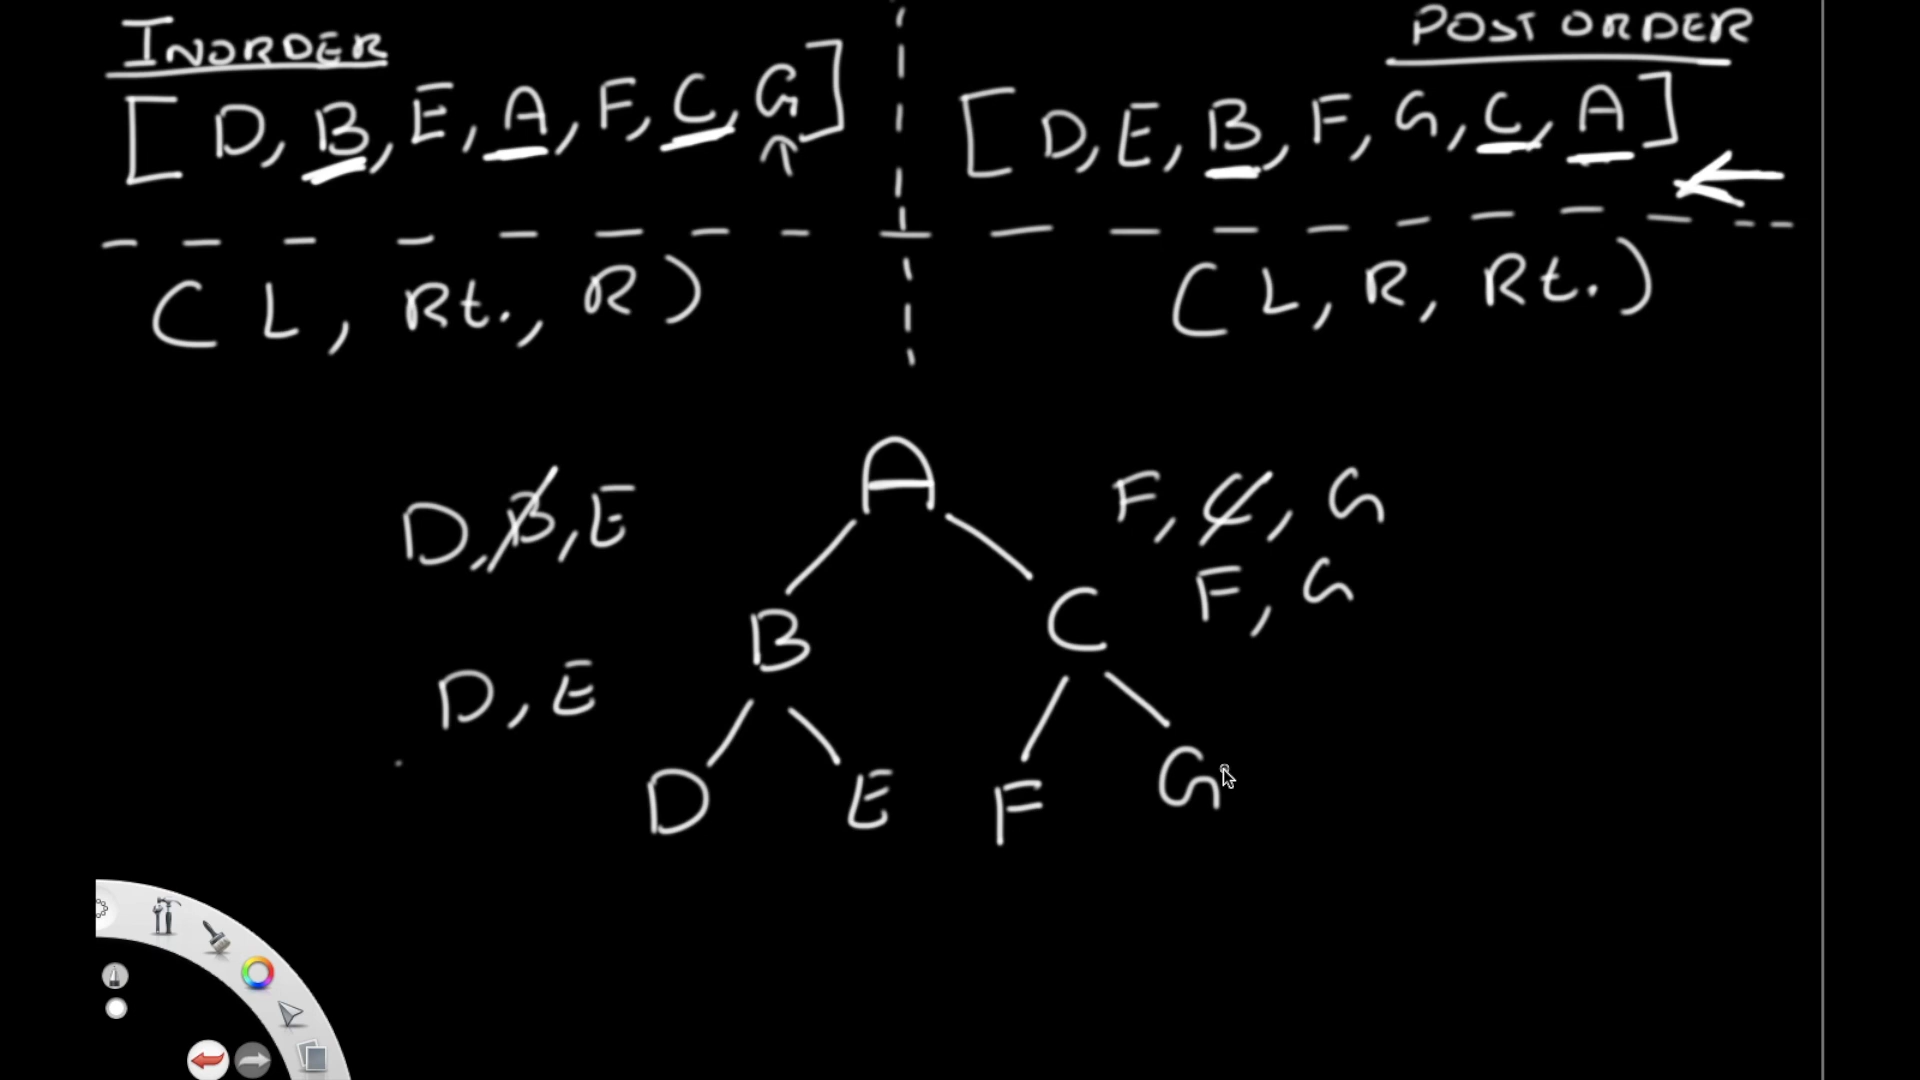 INORDER
[D, B, E, A, F, C, G]
(L, Rt., R)
POST ORDER
[D, E, B, F, G, C, A]
(L, R, Rt.)
A
D, B, E
F, C, G
F, G
B
C
D, E
D
E
F
G